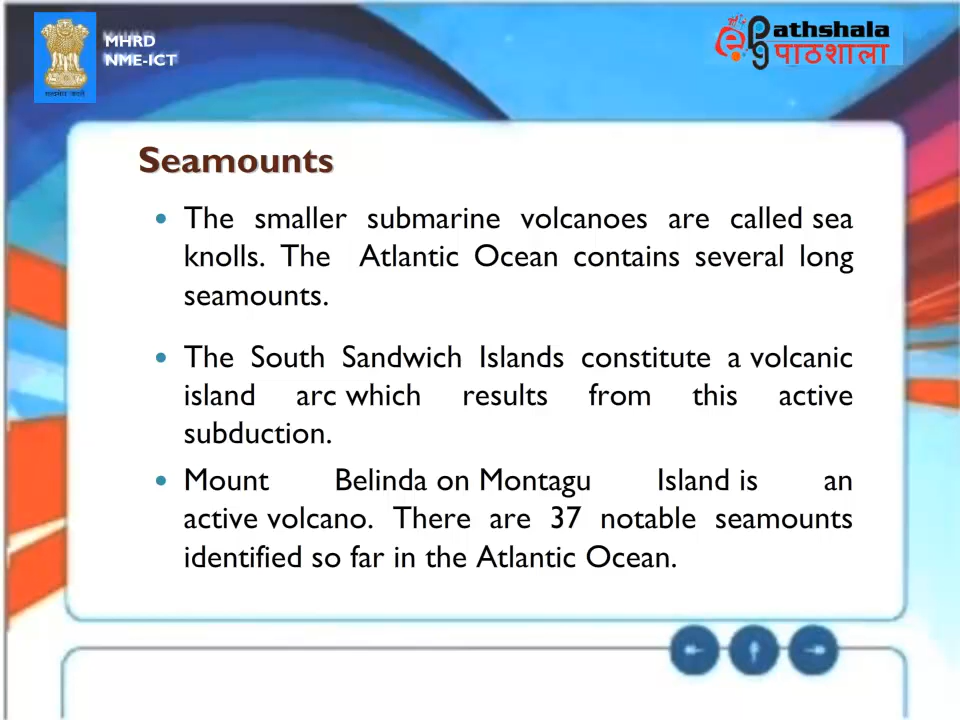 MHRD
NME-ICT
ePathshala
पाठशाला
Seamounts
The smaller submarine volcanoes are called sea
knolls. The Atlantic Ocean contains several long
seamounts.
The South Sandwich Islands constitute a volcanic
island arc which results from this active
subduction.
Mount Belinda on Montagu Island is an
active volcano. There are 37 notable seamounts
identified so far in the Atlantic Ocean.